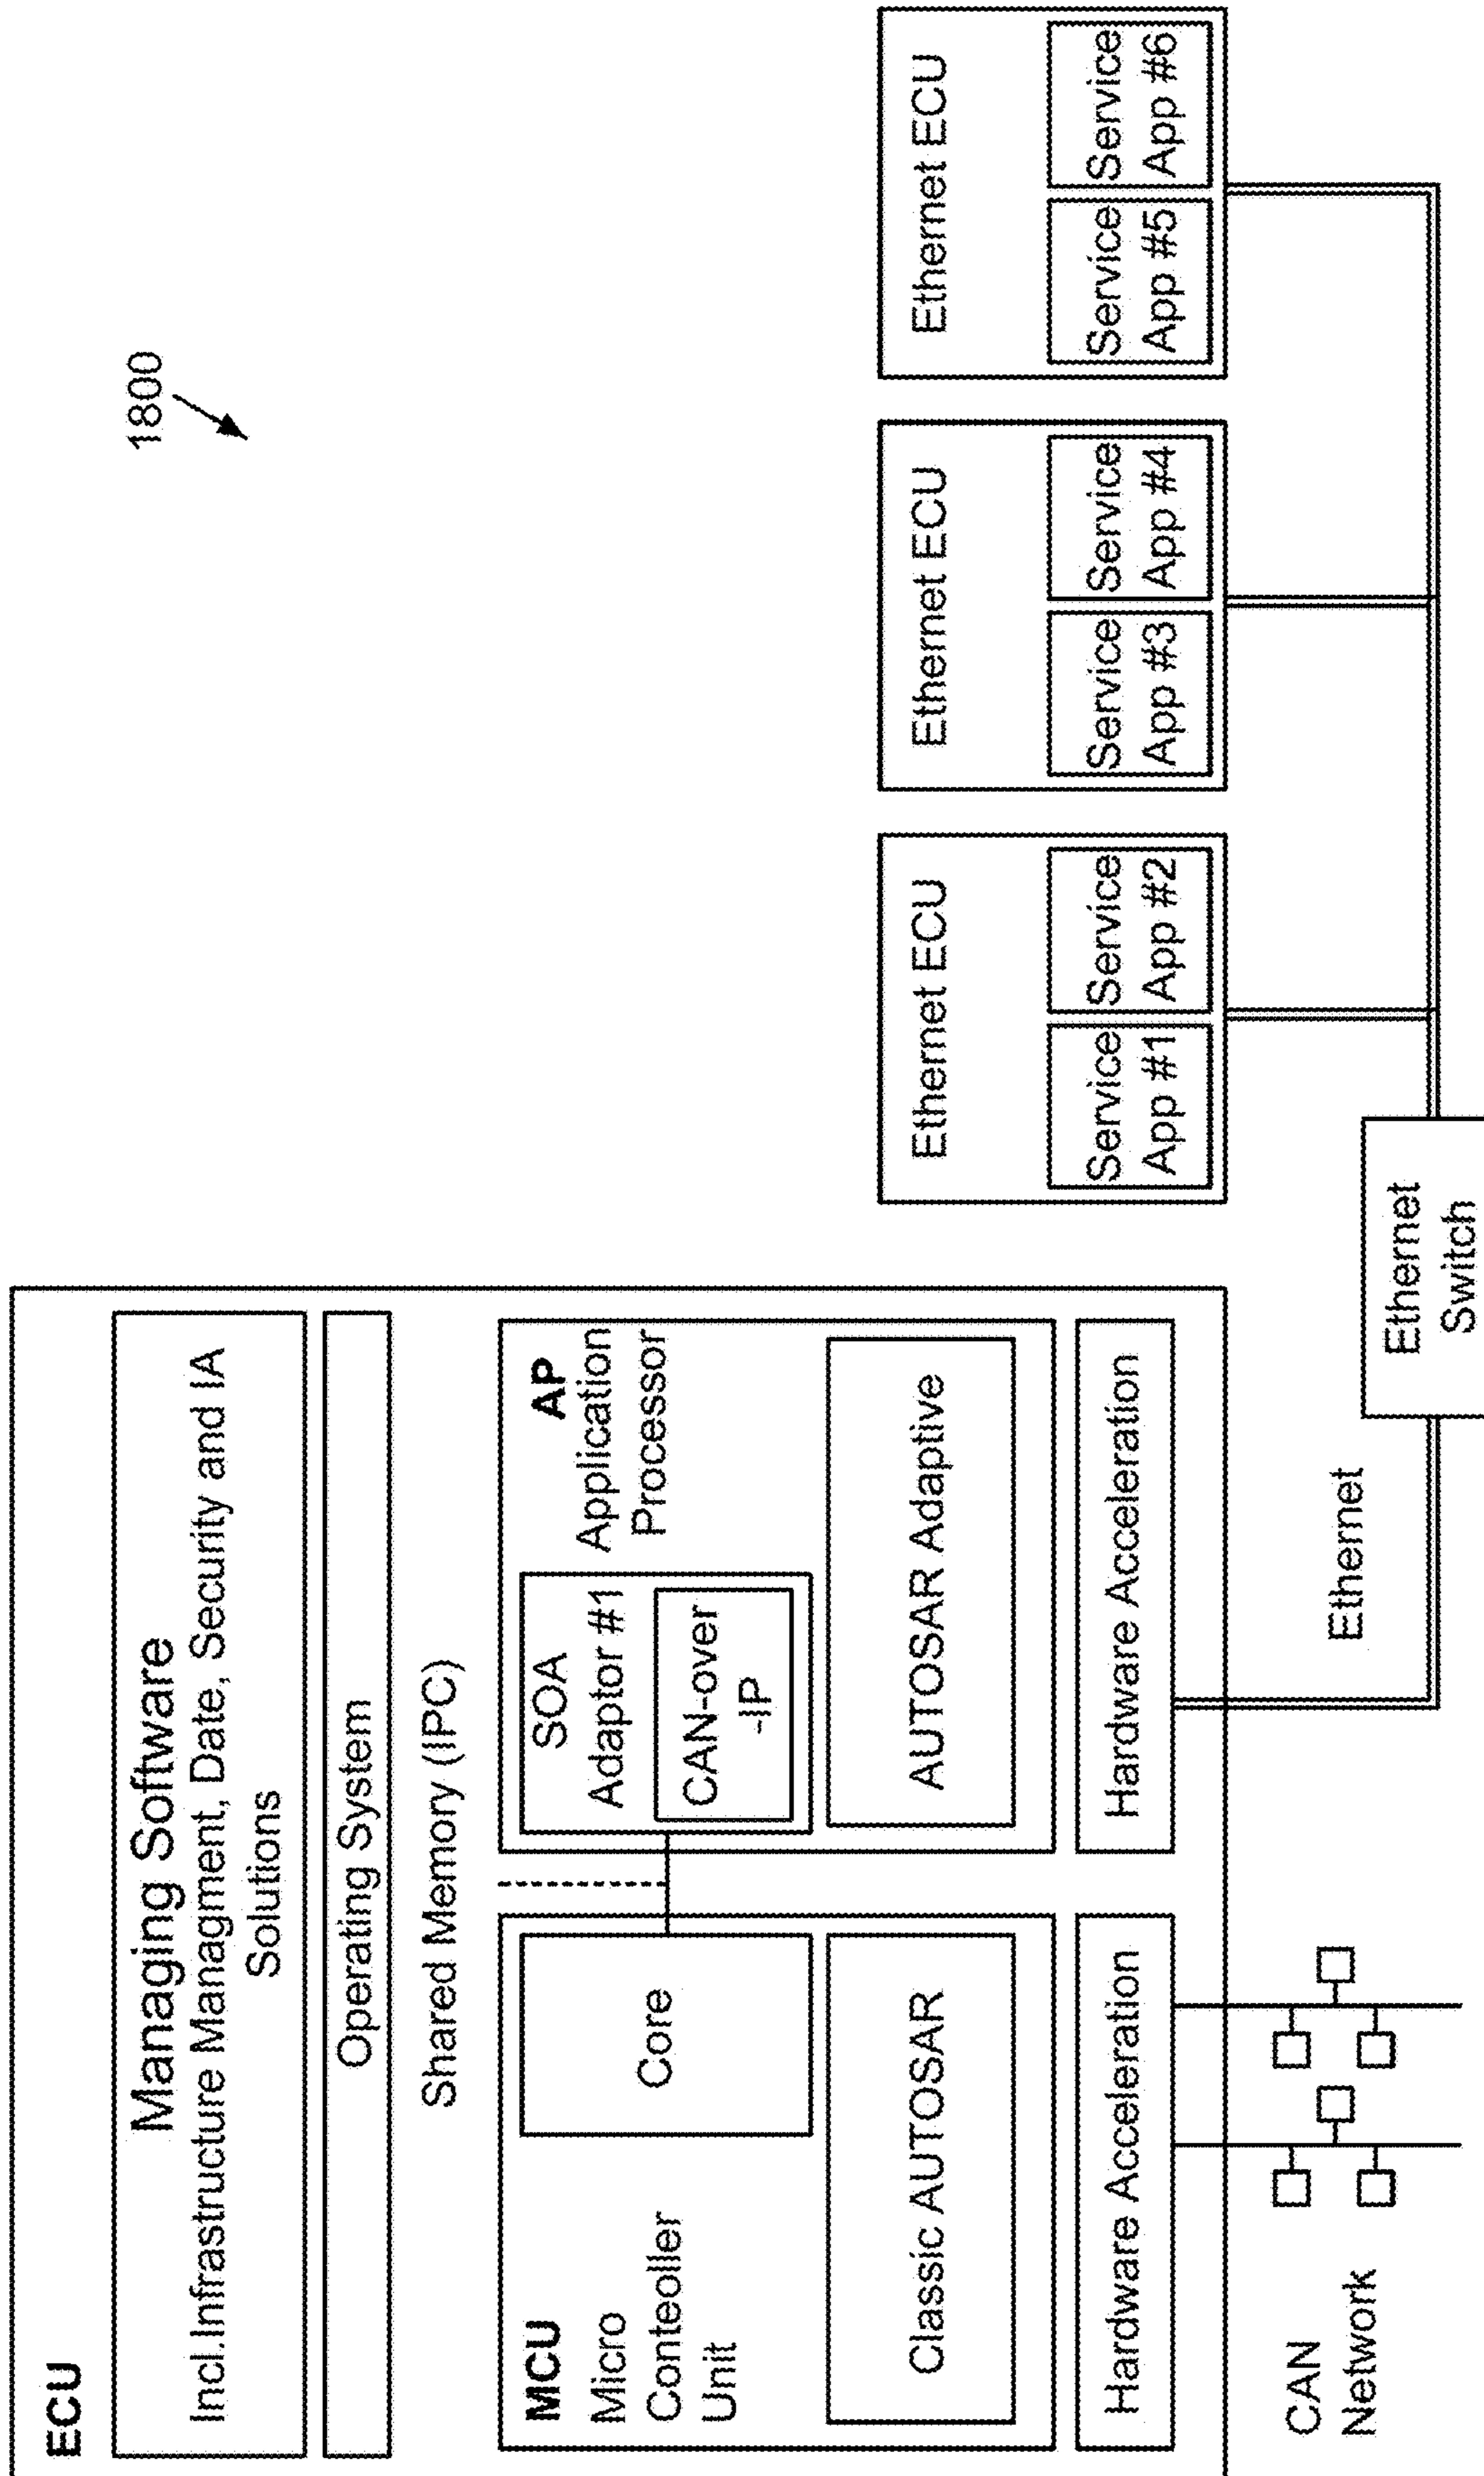 1800
ECU
Managing Software
Incl.Infrastructure Managment, Date, Security and IA
Solutions
Operating System
Shared Memory (IPC)
MCU
Micro
Conteoller
Unit
Core
Classic AUTOSAR
Hardware Acceleration
AP
Application
Processor
SOA
Adaptor #1
CAN-over
-IP
AUTOSAR Adaptive
Hardware Acceleration
CAN
Network
Ethernet
Ethernet
Switch
Ethernet ECU
Service
App #1
Service
App #2
Ethernet ECU
Service
App #3
Service
App #4
Ethernet ECU
Service
App #5
Service
App #6